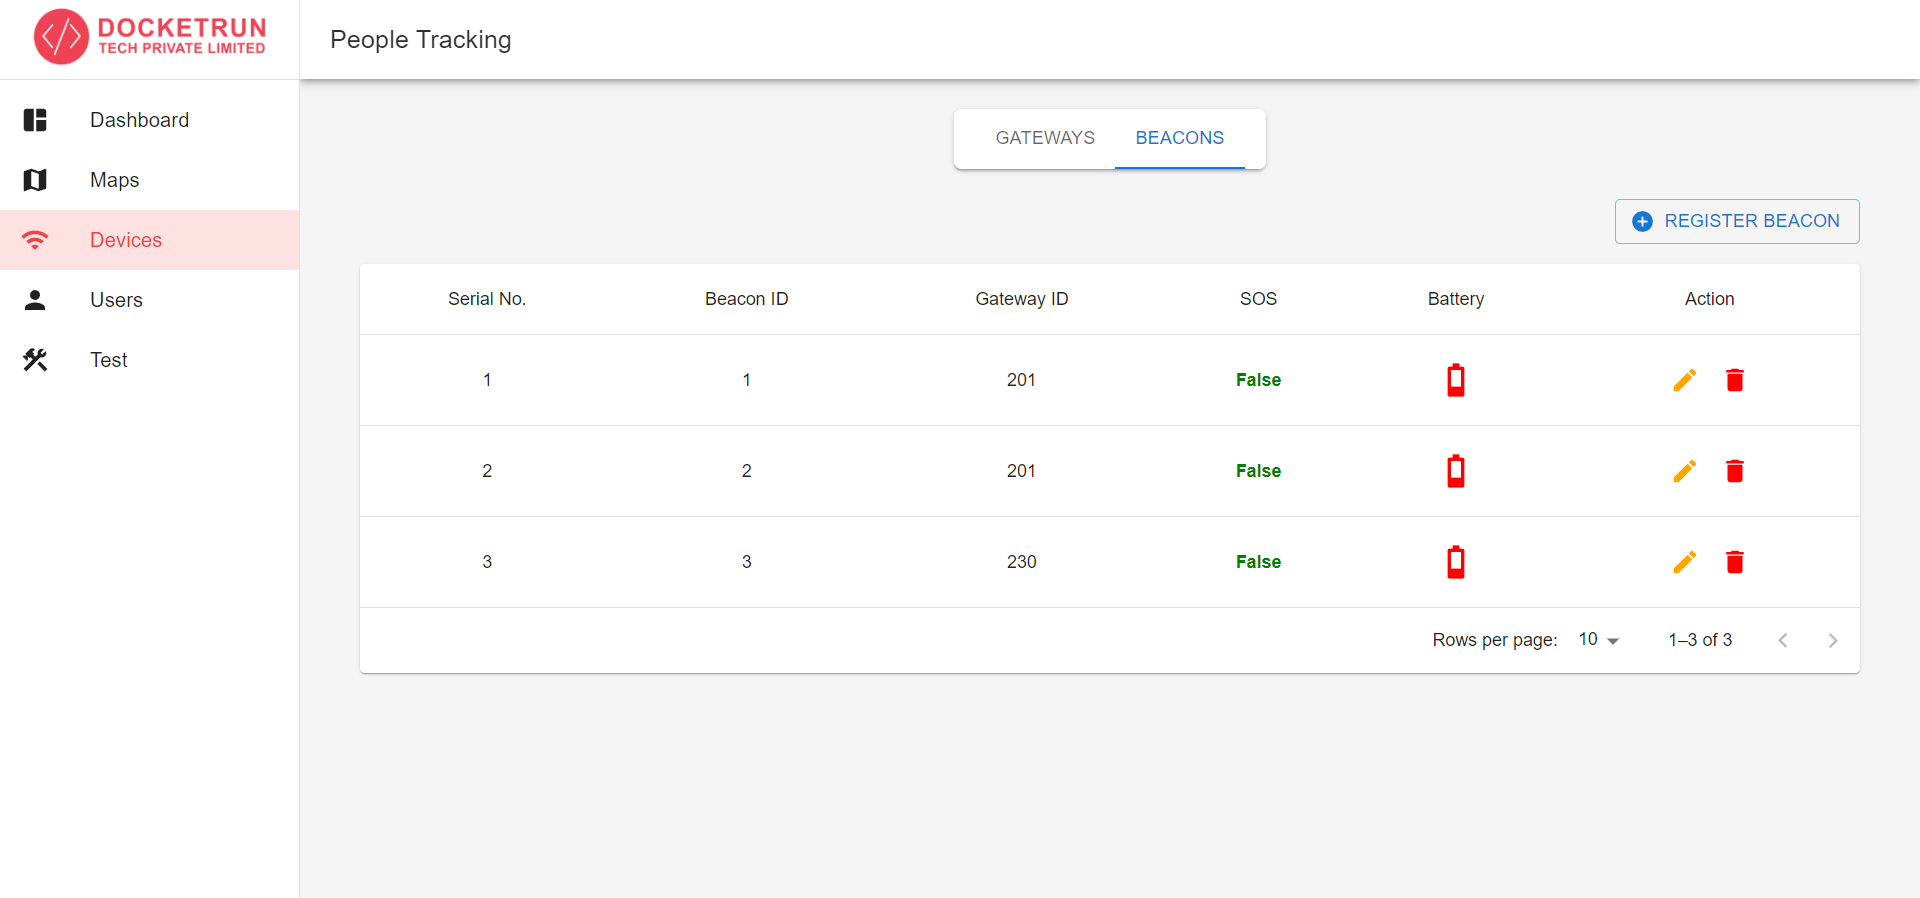 DOCKETRUN
TECH PRIVATE LIMITED
People Tracking
Dashboard
Maps
Devices
Users
Test
GATEWAYS BEACONS
REGISTER BEACON
Serial No. Beacon ID Gateway ID SOS Battery Action
1 1 201 False
2 2 201 False
3 3 230 False
Rows per page: 10 1–3 of 3